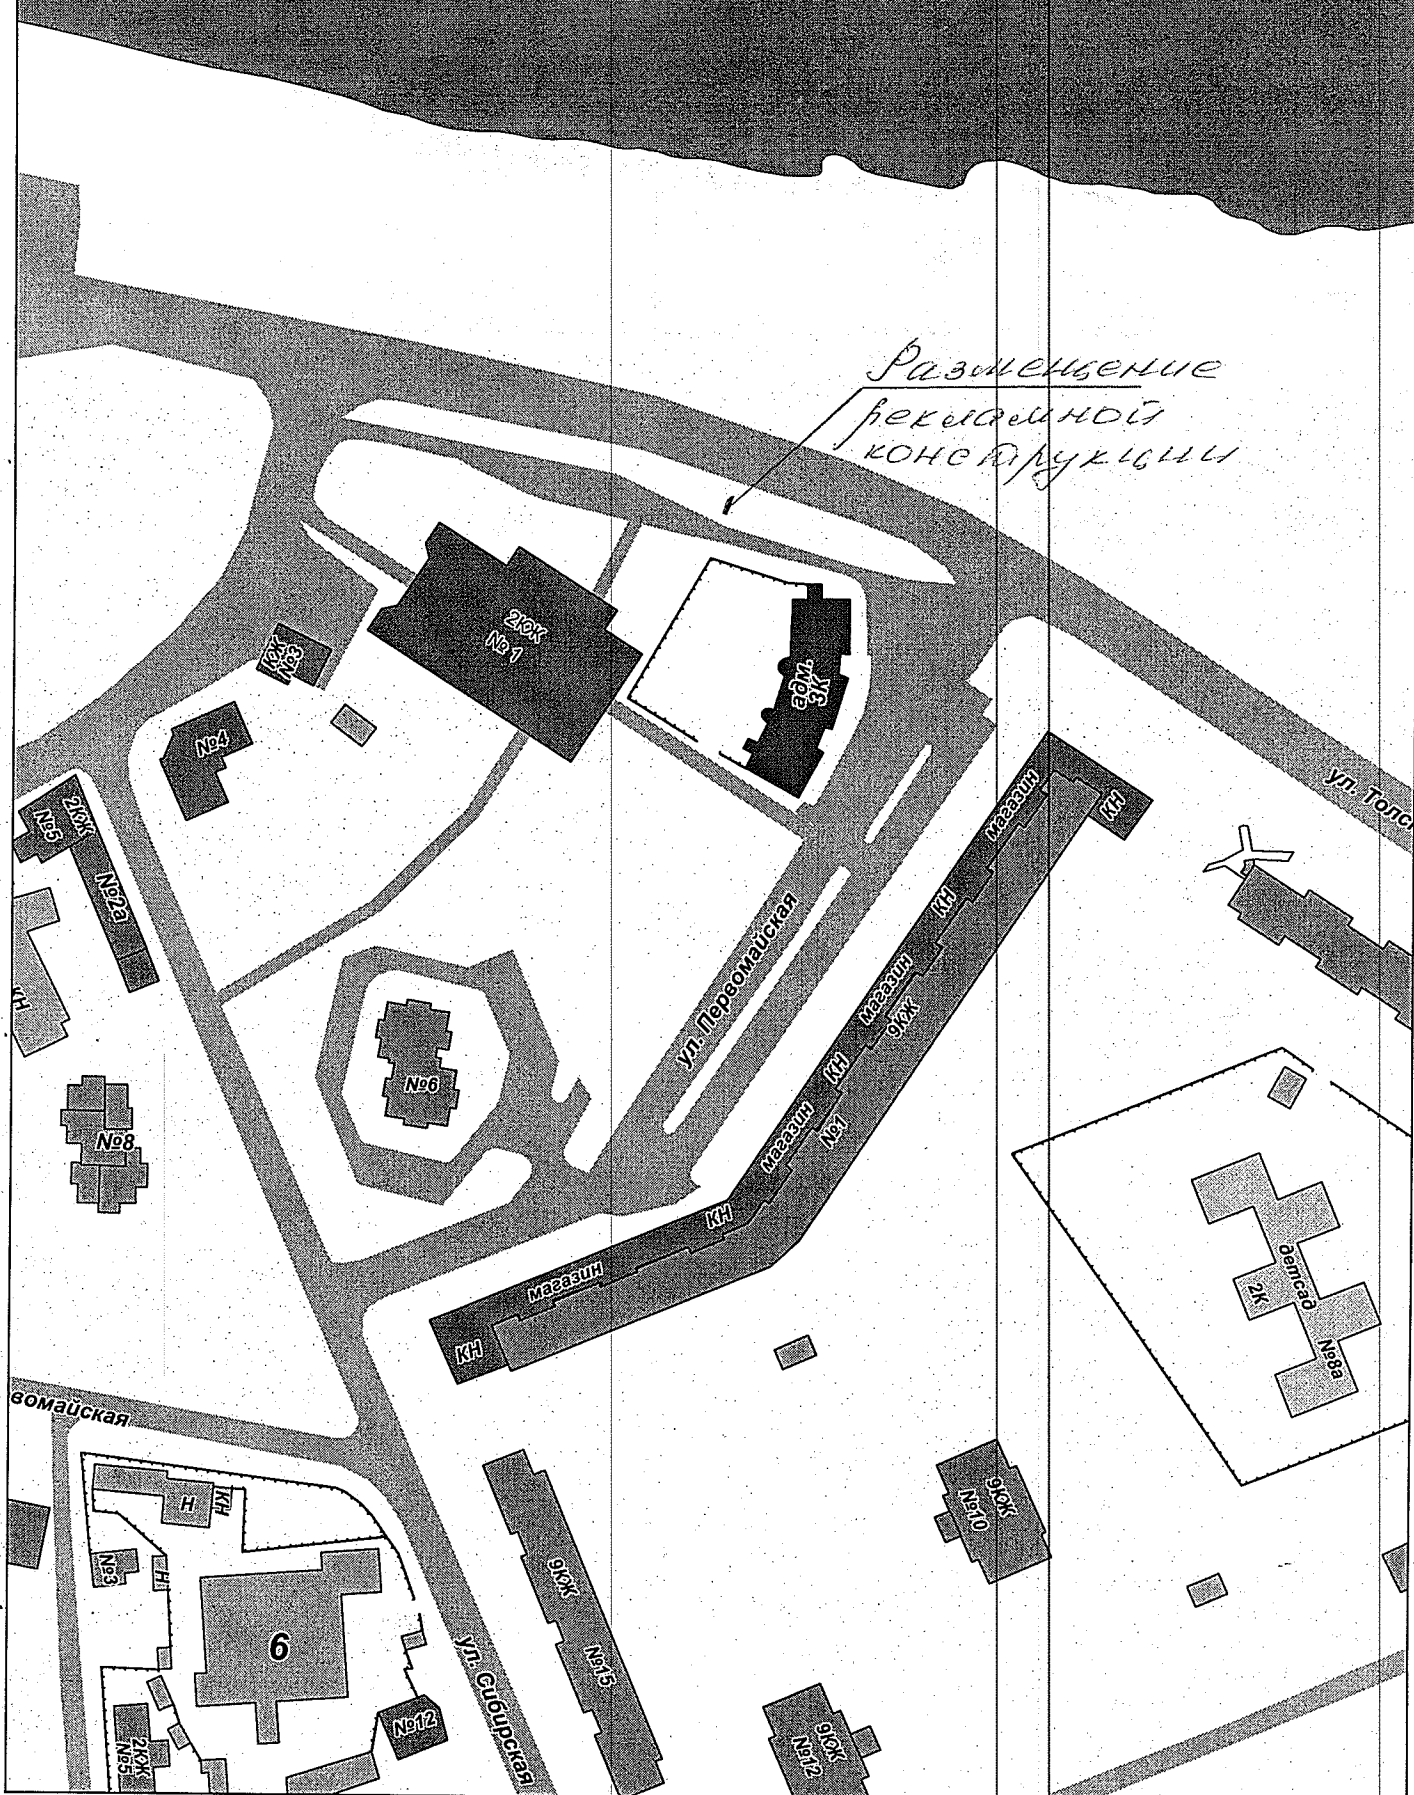 Размещение
рекламной
конструкции
2КЖ
№ 1
КЖ
№3
адм.
3К
№4
2КЖ
№5
№2а
КН
ул. Толс
магазин
КН
КН
магазин
9КЖ
КН
магазин
№1
КН
магазин
КН
ул. Первомайская
№6
№8
детсад
2К
№8а
вомайская
Н
КН
№3
Н
6
9КЖ
№15
9КЖ
№10
ул. Сибирская
№12
2КЖ
№5
9КЖ
№12